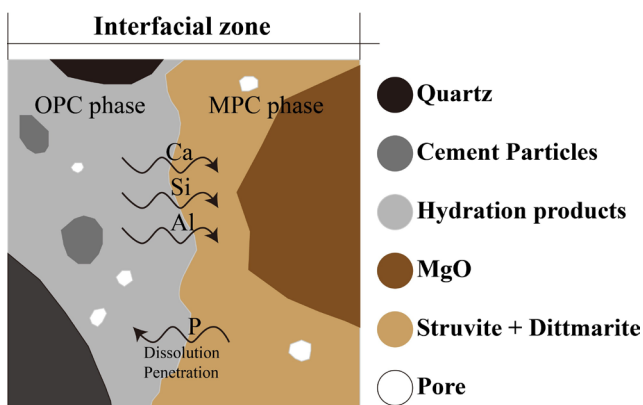 Interfacial zone
OPC phase
MPC phase
Ca
Si
Al
P
Dissolution
Penetration
Quartz
Cement Particles
Hydration products
MgO
Struvite + Dittmarite
Pore